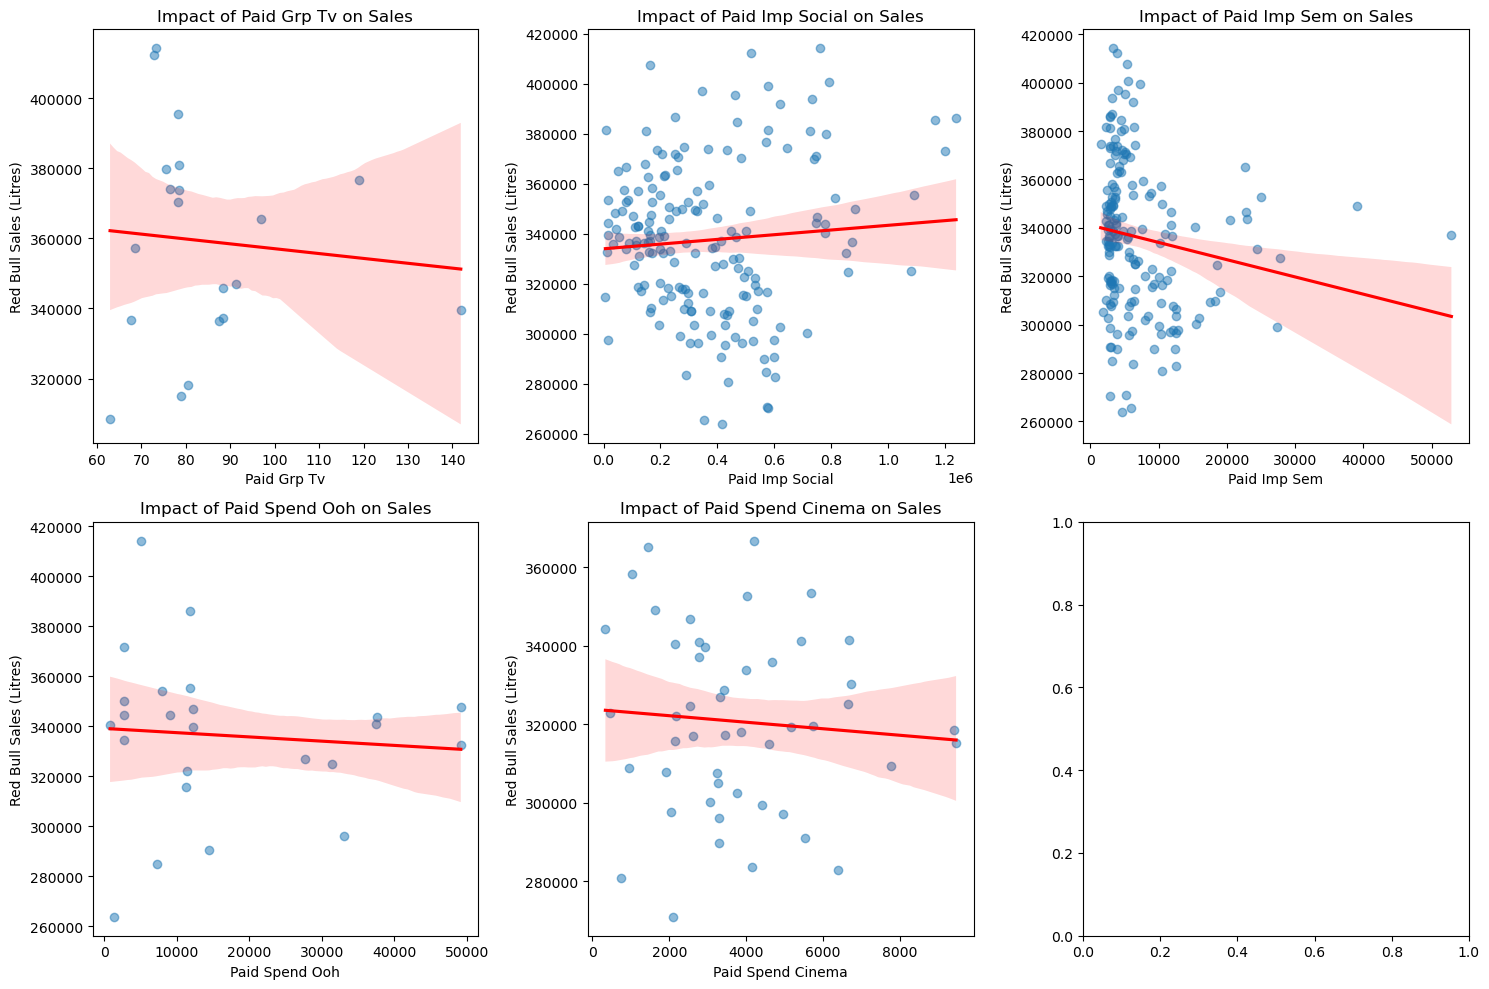 Impact of Paid Grp Tv on Sales
Red Bull Sales (Litres)
400000
380000
360000
340000
320000
60 70 80 90 100 110 120 130 140
Paid Grp Tv
Impact of Paid Imp Social on Sales
Red Bull Sales (Litres)
420000
400000
380000
360000
340000
320000
300000
280000
260000
0.0 0.2 0.4 0.6 0.8 1.0 1.2
1e6
Paid Imp Social
Impact of Paid Imp Sem on Sales
Red Bull Sales (Litres)
420000
400000
380000
360000
340000
320000
300000
280000
260000
0 10000 20000 30000 40000 50000
Paid Imp Sem
Impact of Paid Spend Ooh on Sales
Red Bull Sales (Litres)
420000
400000
380000
360000
340000
320000
300000
280000
260000
0 10000 20000 30000 40000 50000
Paid Spend Ooh
Impact of Paid Spend Cinema on Sales
Red Bull Sales (Litres)
360000
340000
320000
300000
280000
0 2000 4000 6000 8000
Paid Spend Cinema
1.0
0.8
0.6
0.4
0.2
0.0
0.0 0.2 0.4 0.6 0.8 1.0